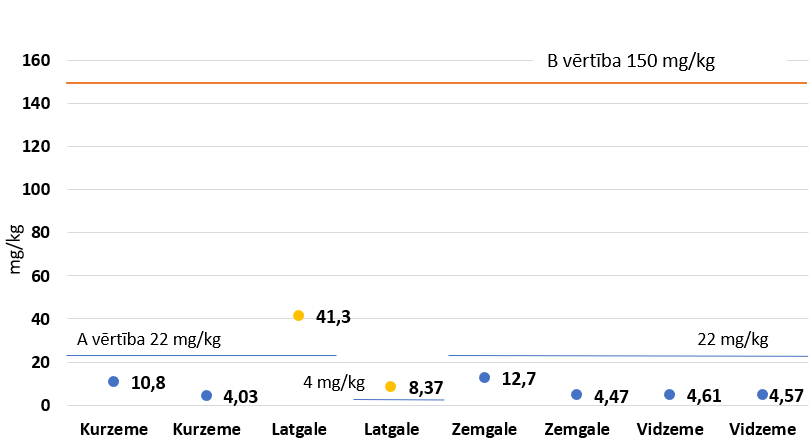 B vērtība 150 mg/kg
160
140
120
100
80
60
40
20
0
mg/kg
A vērtība 22 mg/kg
22 mg/kg
4 mg/kg
10,8
4,03
41,3
8,37
12,7
4,47
4,61
4,57
Kurzeme Kurzeme Latgale Latgale Zemgale Zemgale Vidzeme Vidzeme